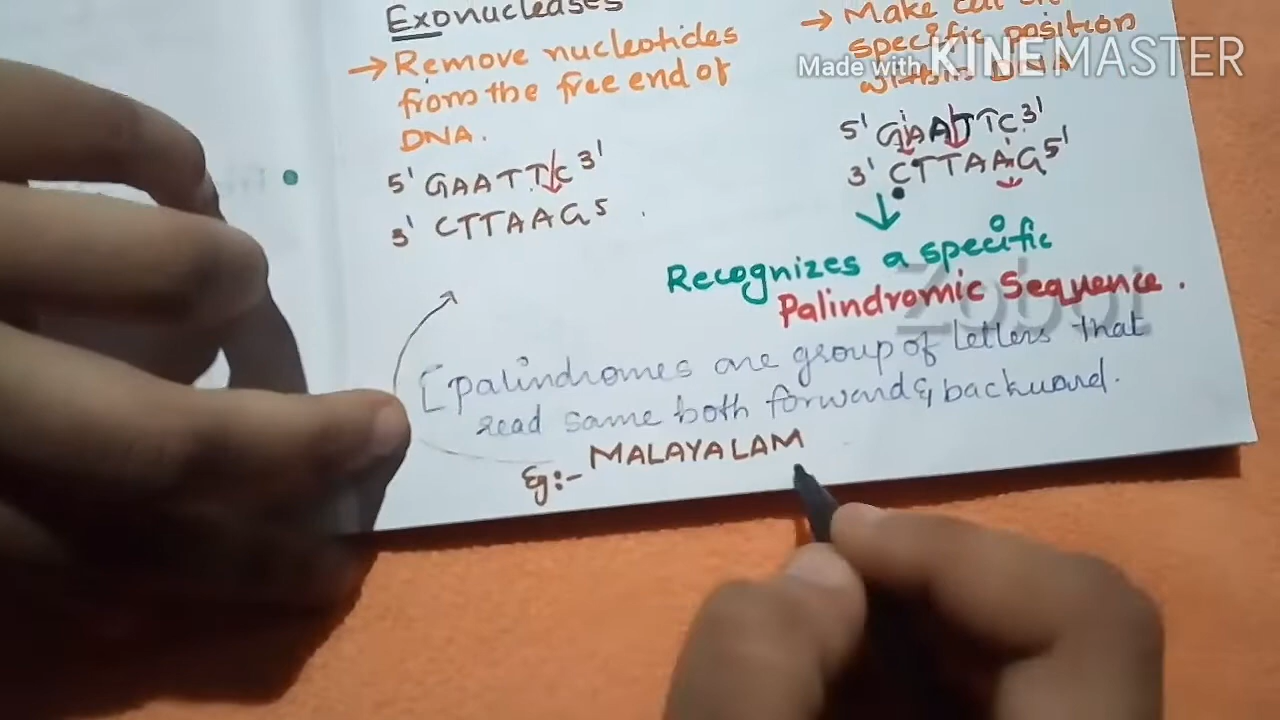 Exonucleases
→ Remove nucleotides
from the free end of
DNA.
5' GAATTC 3'
3' CTTAAG 5
→ Make
specific position
within DNA
5' GAATTC 3'
3' CTTAAG 5'
Recognizes a specific
Palindromic Sequence.
[palindromes are group of letters that
read same both forward & backward.
Eg:- MALAYALAM
Made with KINEMASTER